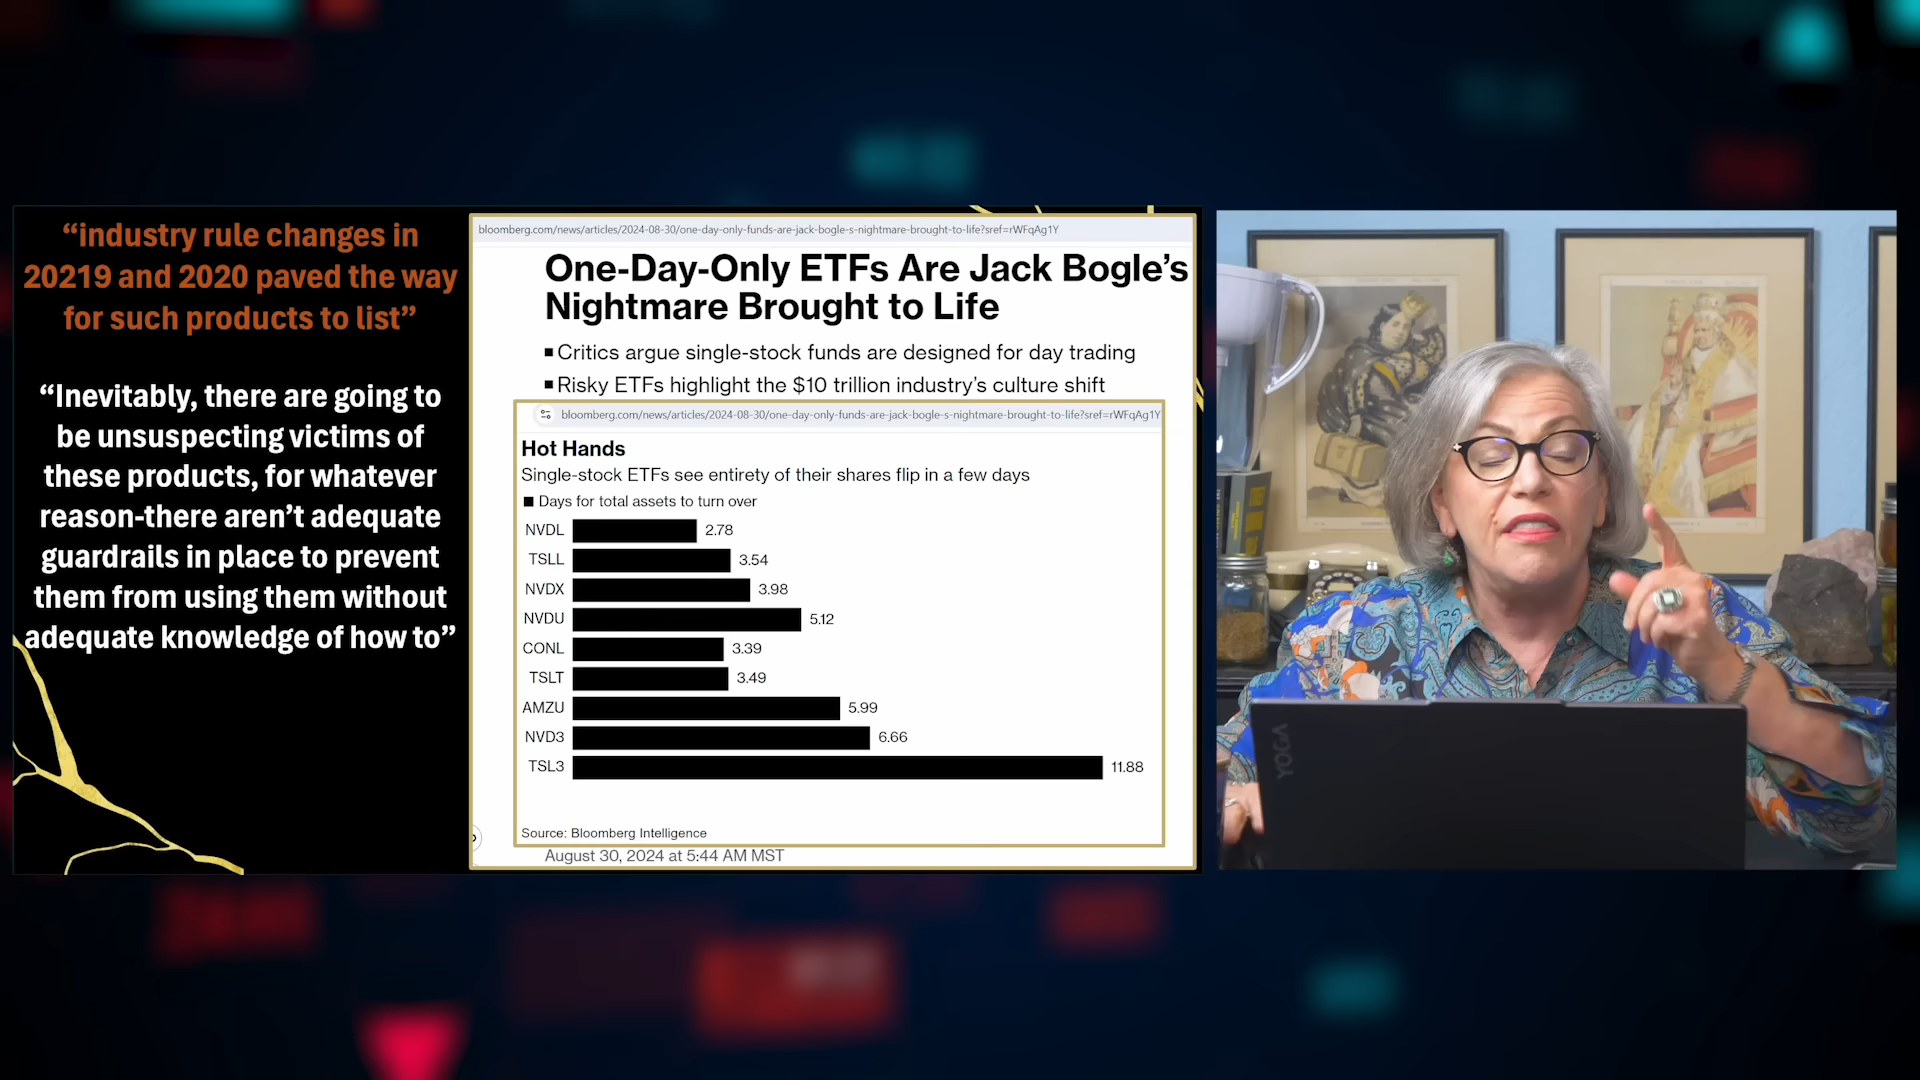 “industry rule changes in
20219 and 2020 paved the way
for such products to list”
“Inevitably, there are going to
be unsuspecting victims of
these products, for whatever
reason-there aren’t adequate
guardrails in place to prevent
them from using them without
adequate knowledge of how to”
bloomberg.com/news/articles/2024-08-30/one-day-only-funds-are-jack-bogle-s-nightmare-brought-to-life?sref=rWFqAg1Y
One-Day-Only ETFs Are Jack Bogle’s
Nightmare Brought to Life
Critics argue single-stock funds are designed for day trading
Risky ETFs highlight the $10 trillion industry’s culture shift
bloomberg.com/news/articles/2024-08-30/one-day-only-funds-are-jack-bogle-s-nightmare-brought-to-life?sref=rWFqAg1Y
Hot Hands
Single-stock ETFs see entirety of their shares flip in a few days
Days for total assets to turn over
NVDL 2.78
TSLL 3.54
NVDX 3.98
NVDU 5.12
CONL 3.39
TSLT 3.49
AMZU 5.99
NVD3 6.66
TSL3 11.88
Source: Bloomberg Intelligence
August 30, 2024 at 5:44 AM MST
YOGA